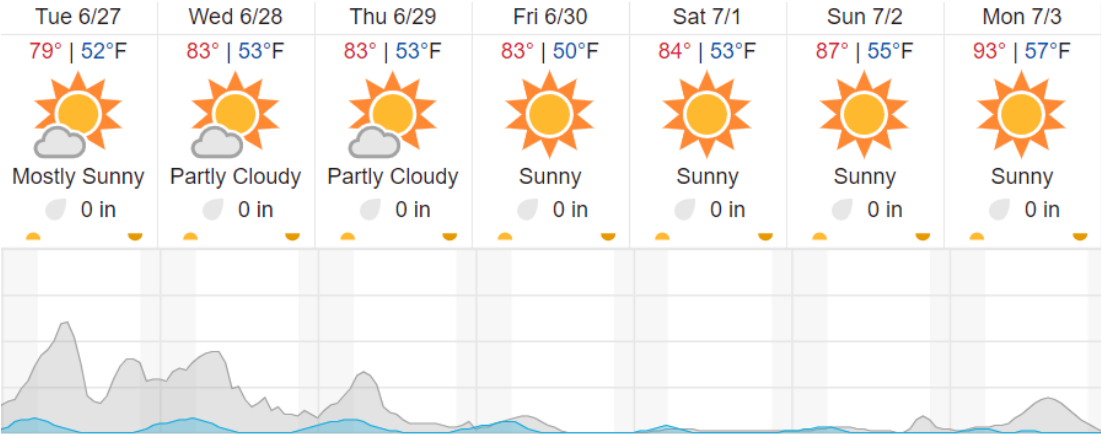 Tue 6/27 Wed 6/28 Thu 6/29 Fri 6/30 Sat 7/1 Sun 7/2 Mon 7/3
79° | 52°F 83° | 53°F 83° | 53°F 83° | 50°F 84° | 53°F 87° | 55°F 93° | 57°F
Mostly Sunny Partly Cloudy Partly Cloudy Sunny Sunny Sunny Sunny
0 in 0 in 0 in 0 in 0 in 0 in 0 in